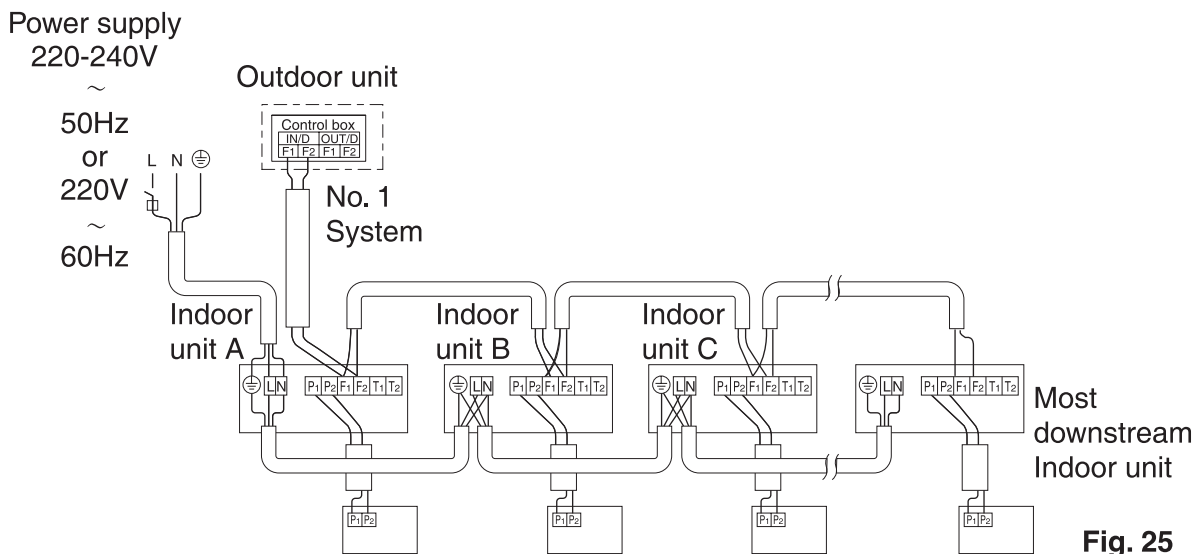 Power supply
220-240V
~
50Hz
or
220V
~
60Hz
L N
Outdoor unit
Control box
IN/D OUT/D
F1 F2 F1 F2
No. 1
System
Indoor
unit A
Indoor
unit B
Indoor
unit C
L N P1 P2 F1 F2 T1 T2
L N P1 P2 F1 F2 T1 T2
L N P1 P2 F1 F2 T1 T2
L N P1 P2 F1 F2 T1 T2
Most
downstream
Indoor unit
P1 P2
P1 P2
P1 P2
P1 P2
Fig. 25